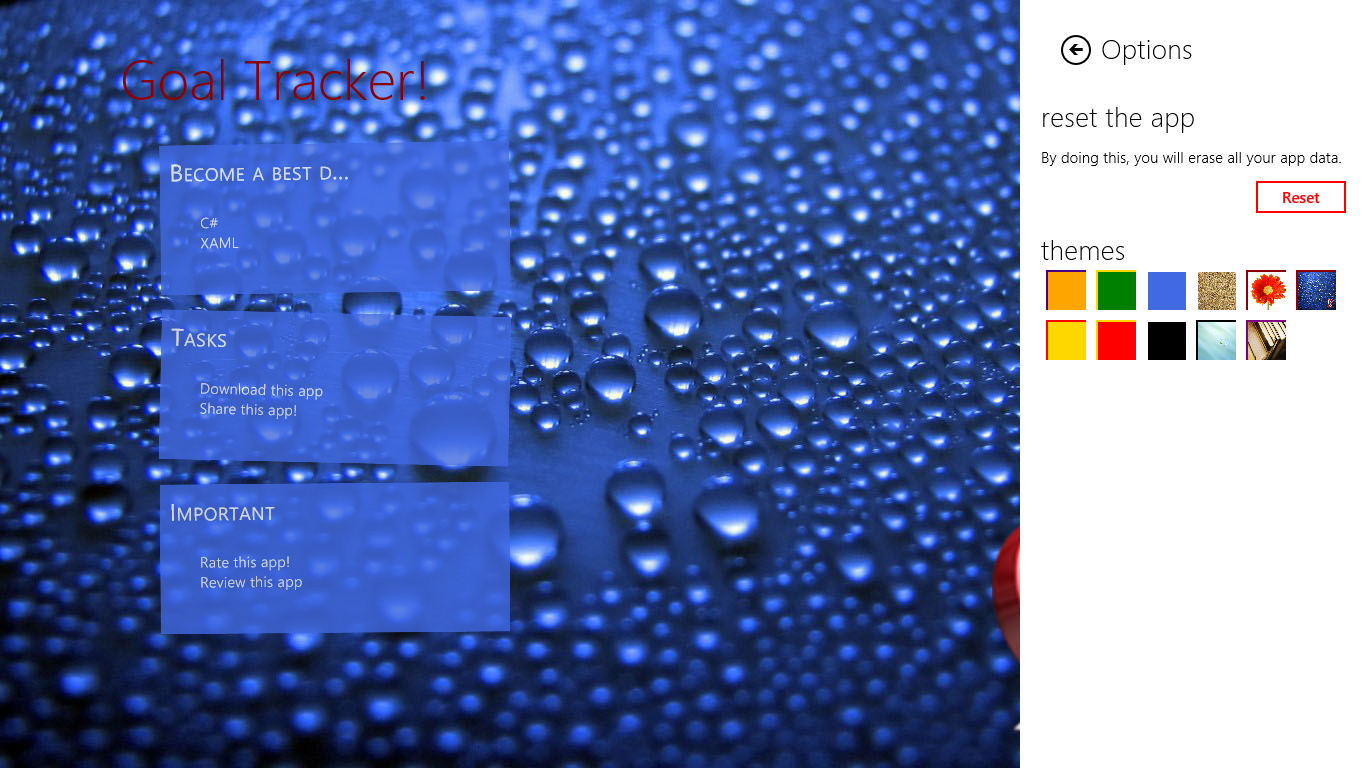 Goal Tracker!
BECOME A BEST D...
C#
XAML
TASKS
Download this app
Share this app!
IMPORTANT
Rate this app!
Review this app
Options
reset the app
By doing this, you will erase all your app data.
Reset
themes